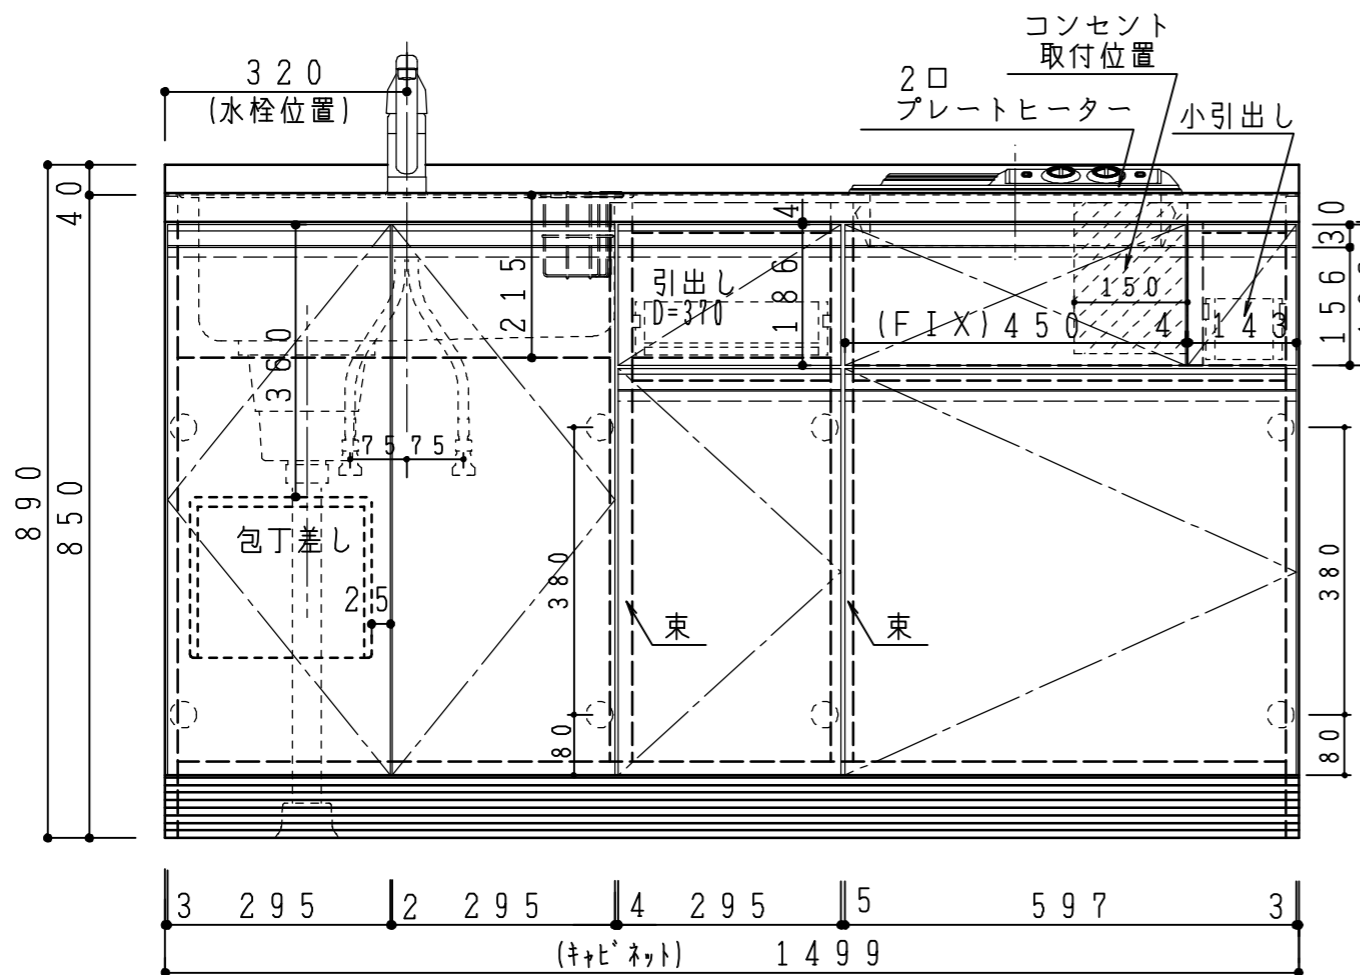 コンセント
取付位置
320
(水栓位置)
2口
プレートヒーター
小引出し
40
4
30
215
引出し
D=370
186
150
156
(FIX)450
4
143
360
75
75
890
850
包丁差し
25
380
束
束
380
80
80
3
295
2
295
4
295
5
597
3
(キャビネット)
1499